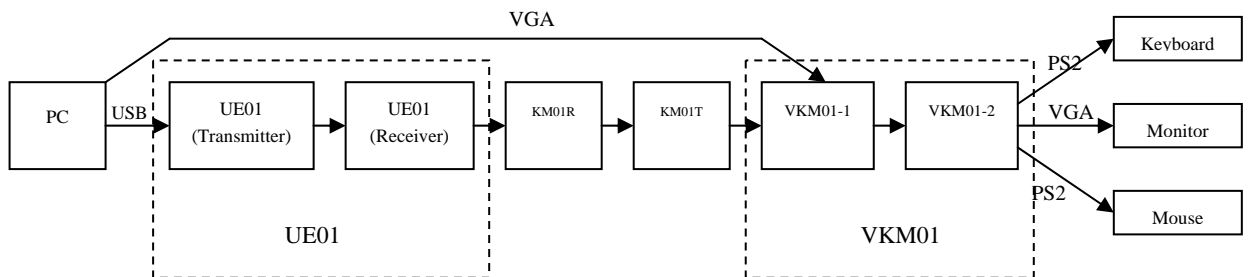 VGA
Keyboard
PS2
PC
USB
UE01
(Transmitter)
UE01
(Receiver)
KM01R
KM01T
VKM01-1
VKM01-2
VGA
Monitor
PS2
Mouse
UE01
VKM01